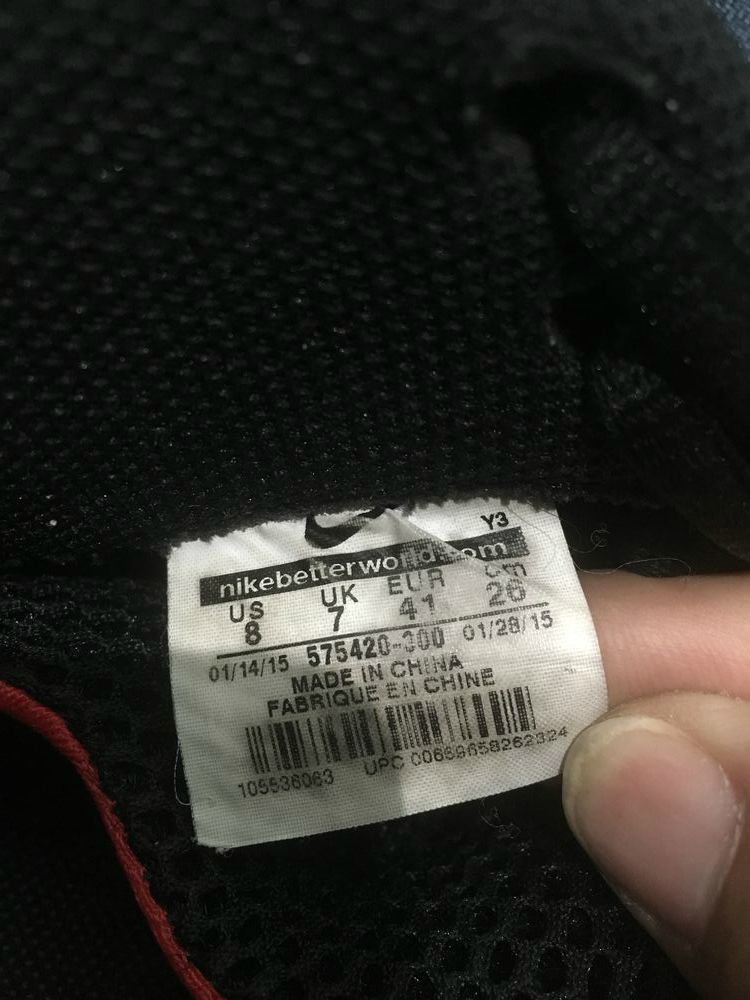 Y3
nikebetterworld.com
US UK EUR cm
8 7 41 26
01/14/15 575420-300 01/28/15
MADE IN CHINA
FABRIQUE EN CHINE
105536063 UPC 00669658262324